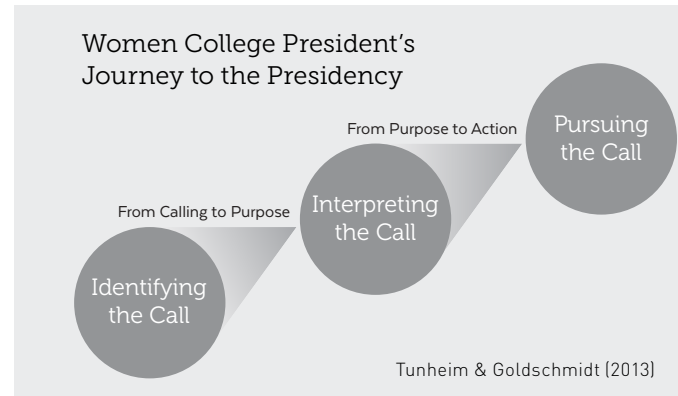 Women College President's
Journey to the Presidency
From Purpose to Action
Pursuing
the Call
From Calling to Purpose
Interpreting
the Call
Identifying
the Call
Tunheim & Goldschmidt (2013)